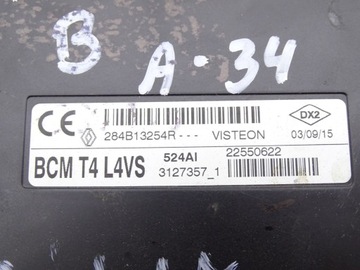 B A-34
CE DX2
284B13254R--- VISTEON 03/09/15
BCM T4 L4VS 524AI 22550622
3127357_1